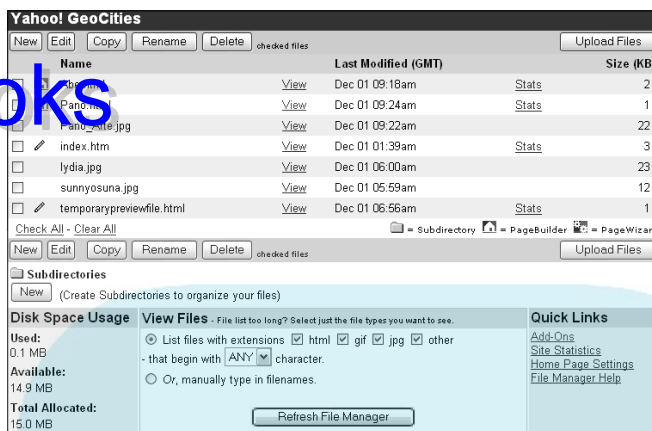 Yahoo! GeoCities
New Edit Copy Rename Delete checked files Upload Files
Name Last Modified (GMT) Size (KB
View Dec 01 09:18am Stats 2
View Dec 01 09:24am Stats 1
oks
Pano_Alte.jpg View Dec 01 09:22am 22
index.htm View Dec 01 01:39am Stats 3
lydia.jpg View Dec 01 06:00am 23
sunnyosuna.jpg View Dec 01 05:59am 12
temporarypreviewfile.html View Dec 01 06:56am Stats 1
Check All - Clear All = Subdirectory = PageBuilder = PageWizar
New Edit Copy Rename Delete checked files Upload Files
Subdirectories
New (Create Subdirectories to organize your files)
Disk Space Usage View Files - File list too long? Select just the file types you want to see. Quick Links
Used: List files with extensions html gif jpg other Add-Ons
0.1 MB - that begin with ANY character. Site Statistics
Available: Or, manually type in filenames. Home Page Settings
14.9 MB File Manager Help
Total Allocated:
15.0 MB Refresh File Manager